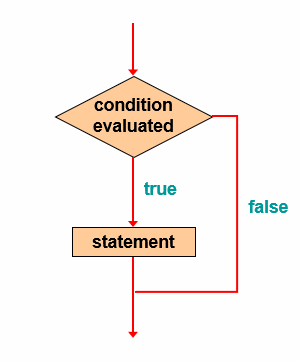 condition
evaluated
true
false
statement